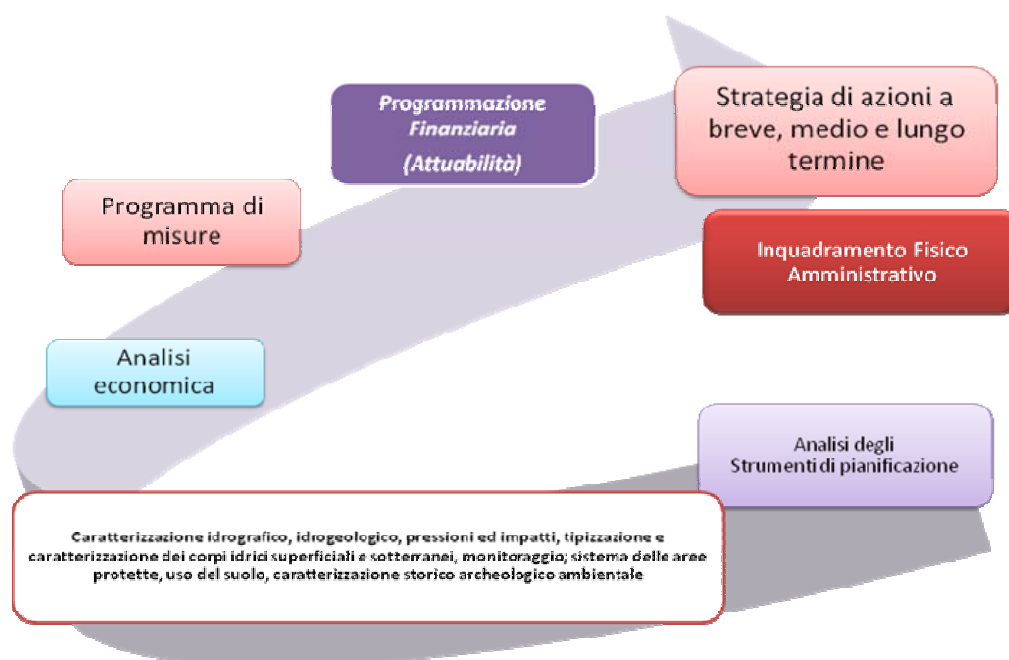 Programmazione
Finanziaria
(Attuabilità)
Strategia di azioni a
breve, medio e lungo
termine
Programma di
misure
Inquadramento Fisico
Amministrativo
Analisi
economica
Analisi degli
Strumenti di pianificazione
Caratterizzazione idrografico, idrogeologico, pressioni ed impatti, tipizzazione e
caratterizzazione dei corpi idrici superficiali e sotterranei, monitoraggio; sistema delle aree
protette, uso del suolo, caratterizzazione storico archeologico ambientale